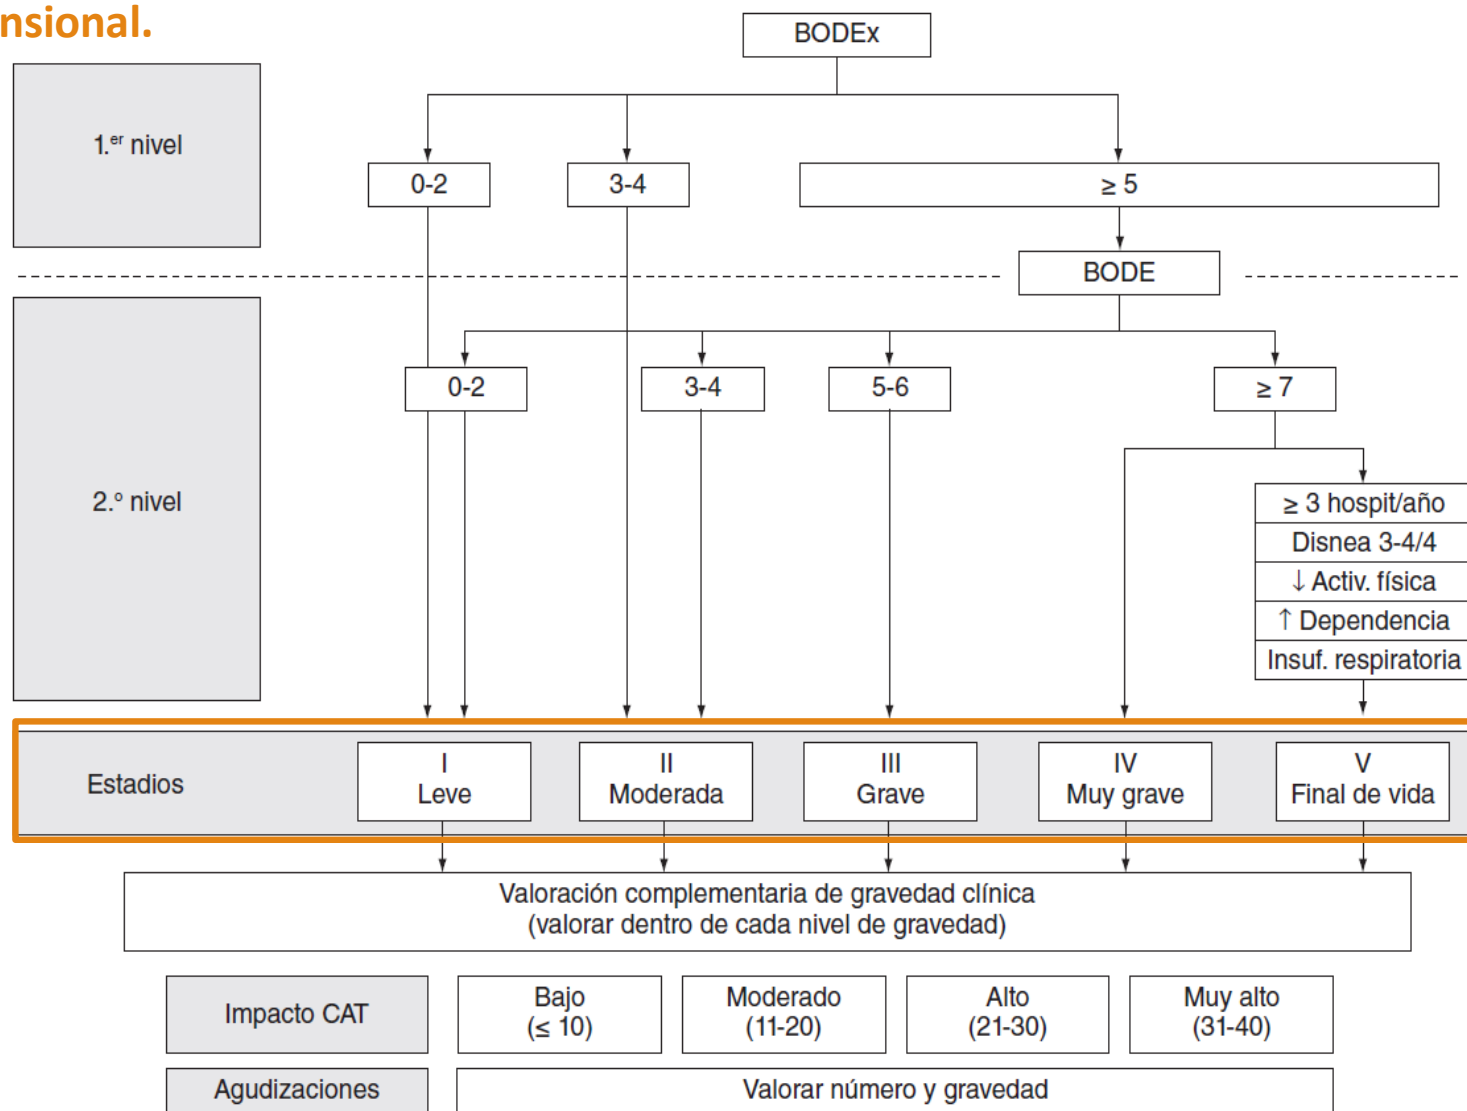 nsional.
BODEx
1.er nivel
0-2
3-4
≥ 5
BODE
2.º nivel
0-2
3-4
5-6
≥ 7
≥ 3 hospit/año
Disnea 3-4/4
↓ Activ. física
↑ Dependencia
Insuf. respiratoria
Estadios
I
Leve
II
Moderada
III
Grave
IV
Muy grave
V
Final de vida
Valoración complementaria de gravedad clínica
(valorar dentro de cada nivel de gravedad)
Impacto CAT
Bajo
(≤ 10)
Moderado
(11-20)
Alto
(21-30)
Muy alto
(31-40)
Agudizaciones
Valorar número y gravedad